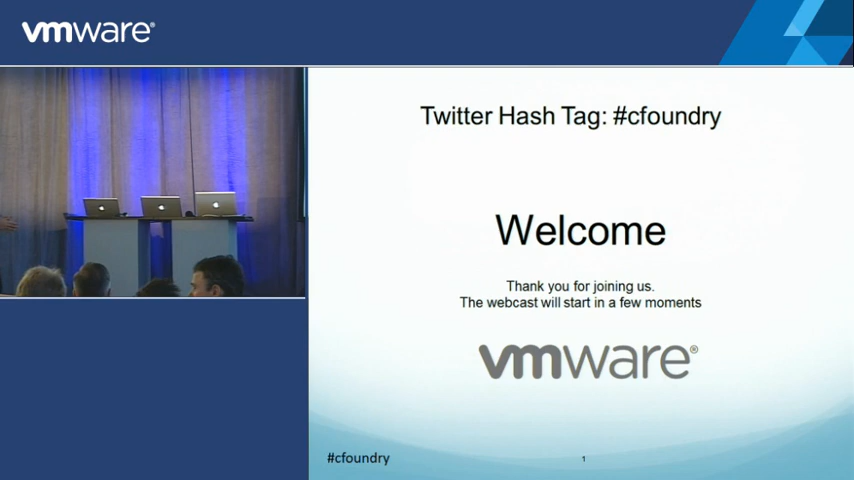 vmware®
Twitter Hash Tag: #cfoundry
Welcome
Thank you for joining us.
The webcast will start in a few moments
vmware®
#cfoundry
1